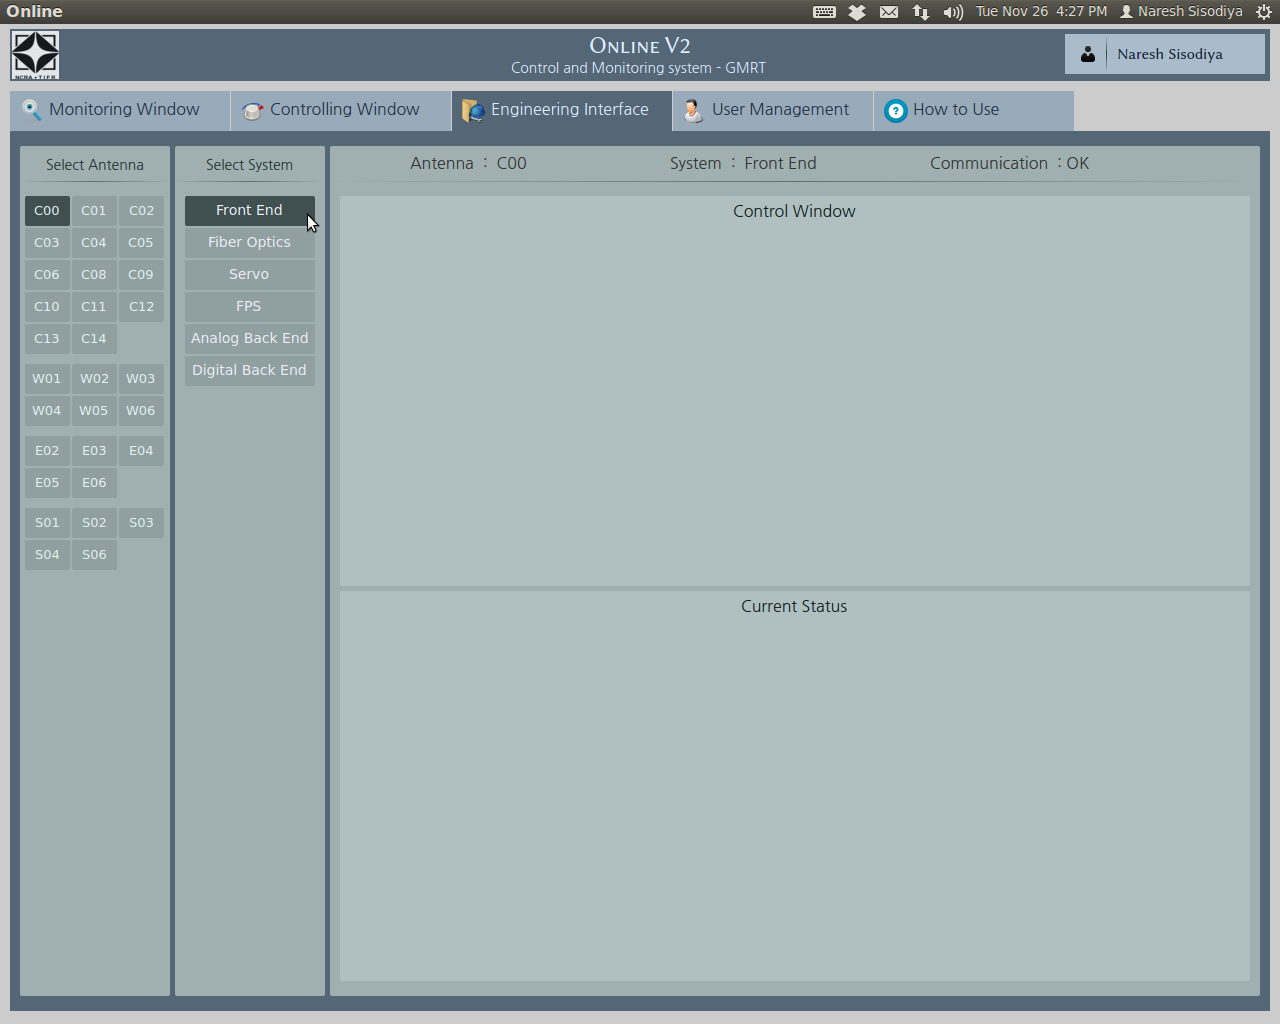 Online
Tue Nov 26 4:27 PM Naresh Sisodiya
NCRA • T.I.F.R.
Online V2
Control and Monitoring system - GMRT
Naresh Sisodiya
Monitoring Window Controlling Window Engineering Interface User Management ? How to Use
Select Antenna
C00 C01 C02
C03 C04 C05
C06 C08 C09
C10 C11 C12
C13 C14
W01 W02 W03
W04 W05 W06
E02 E03 E04
E05 E06
S01 S02 S03
S04 S06
Select System
Front End
Fiber Optics
Servo
FPS
Analog Back End
Digital Back End
Antenna : C00 System : Front End Communication : OK
Control Window
Current Status